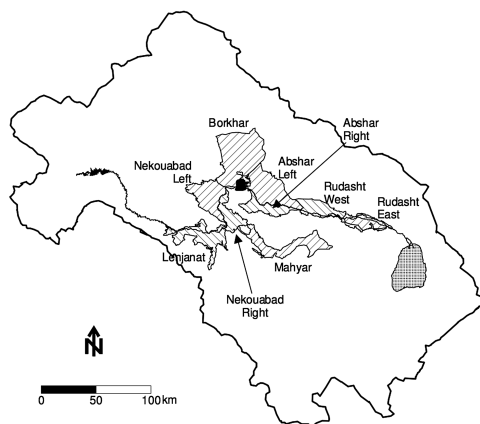 Borkhar
Abshar
Right
Nekouabad
Left
Abshar
Left
Rudasht
West
Rudasht
East
Lenjanat
Mahyar
Nekouabad
Right
N
0 50 100 km